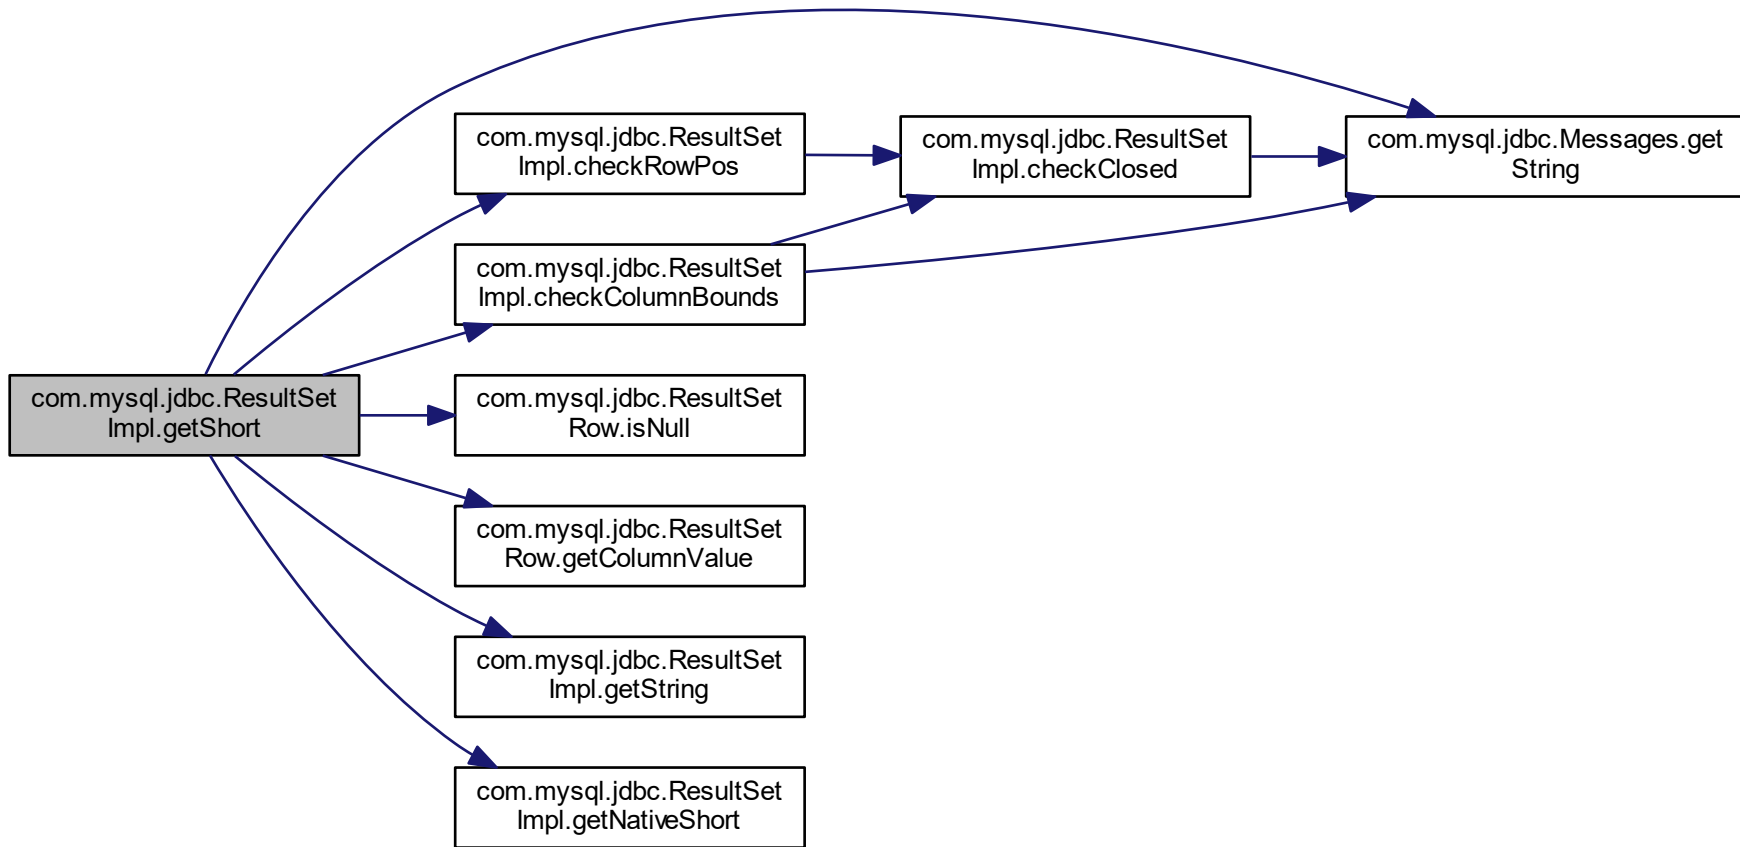 com.mysql.jdbc.ResultSet
Impl.getShort
com.mysql.jdbc.ResultSet
Impl.checkRowPos
com.mysql.jdbc.ResultSet
Impl.checkColumnBounds
com.mysql.jdbc.ResultSet
Row.isNull
com.mysql.jdbc.ResultSet
Row.getColumnValue
com.mysql.jdbc.ResultSet
Impl.getString
com.mysql.jdbc.ResultSet
Impl.getNativeShort
com.mysql.jdbc.ResultSet
Impl.checkClosed
com.mysql.jdbc.Messages.get
String